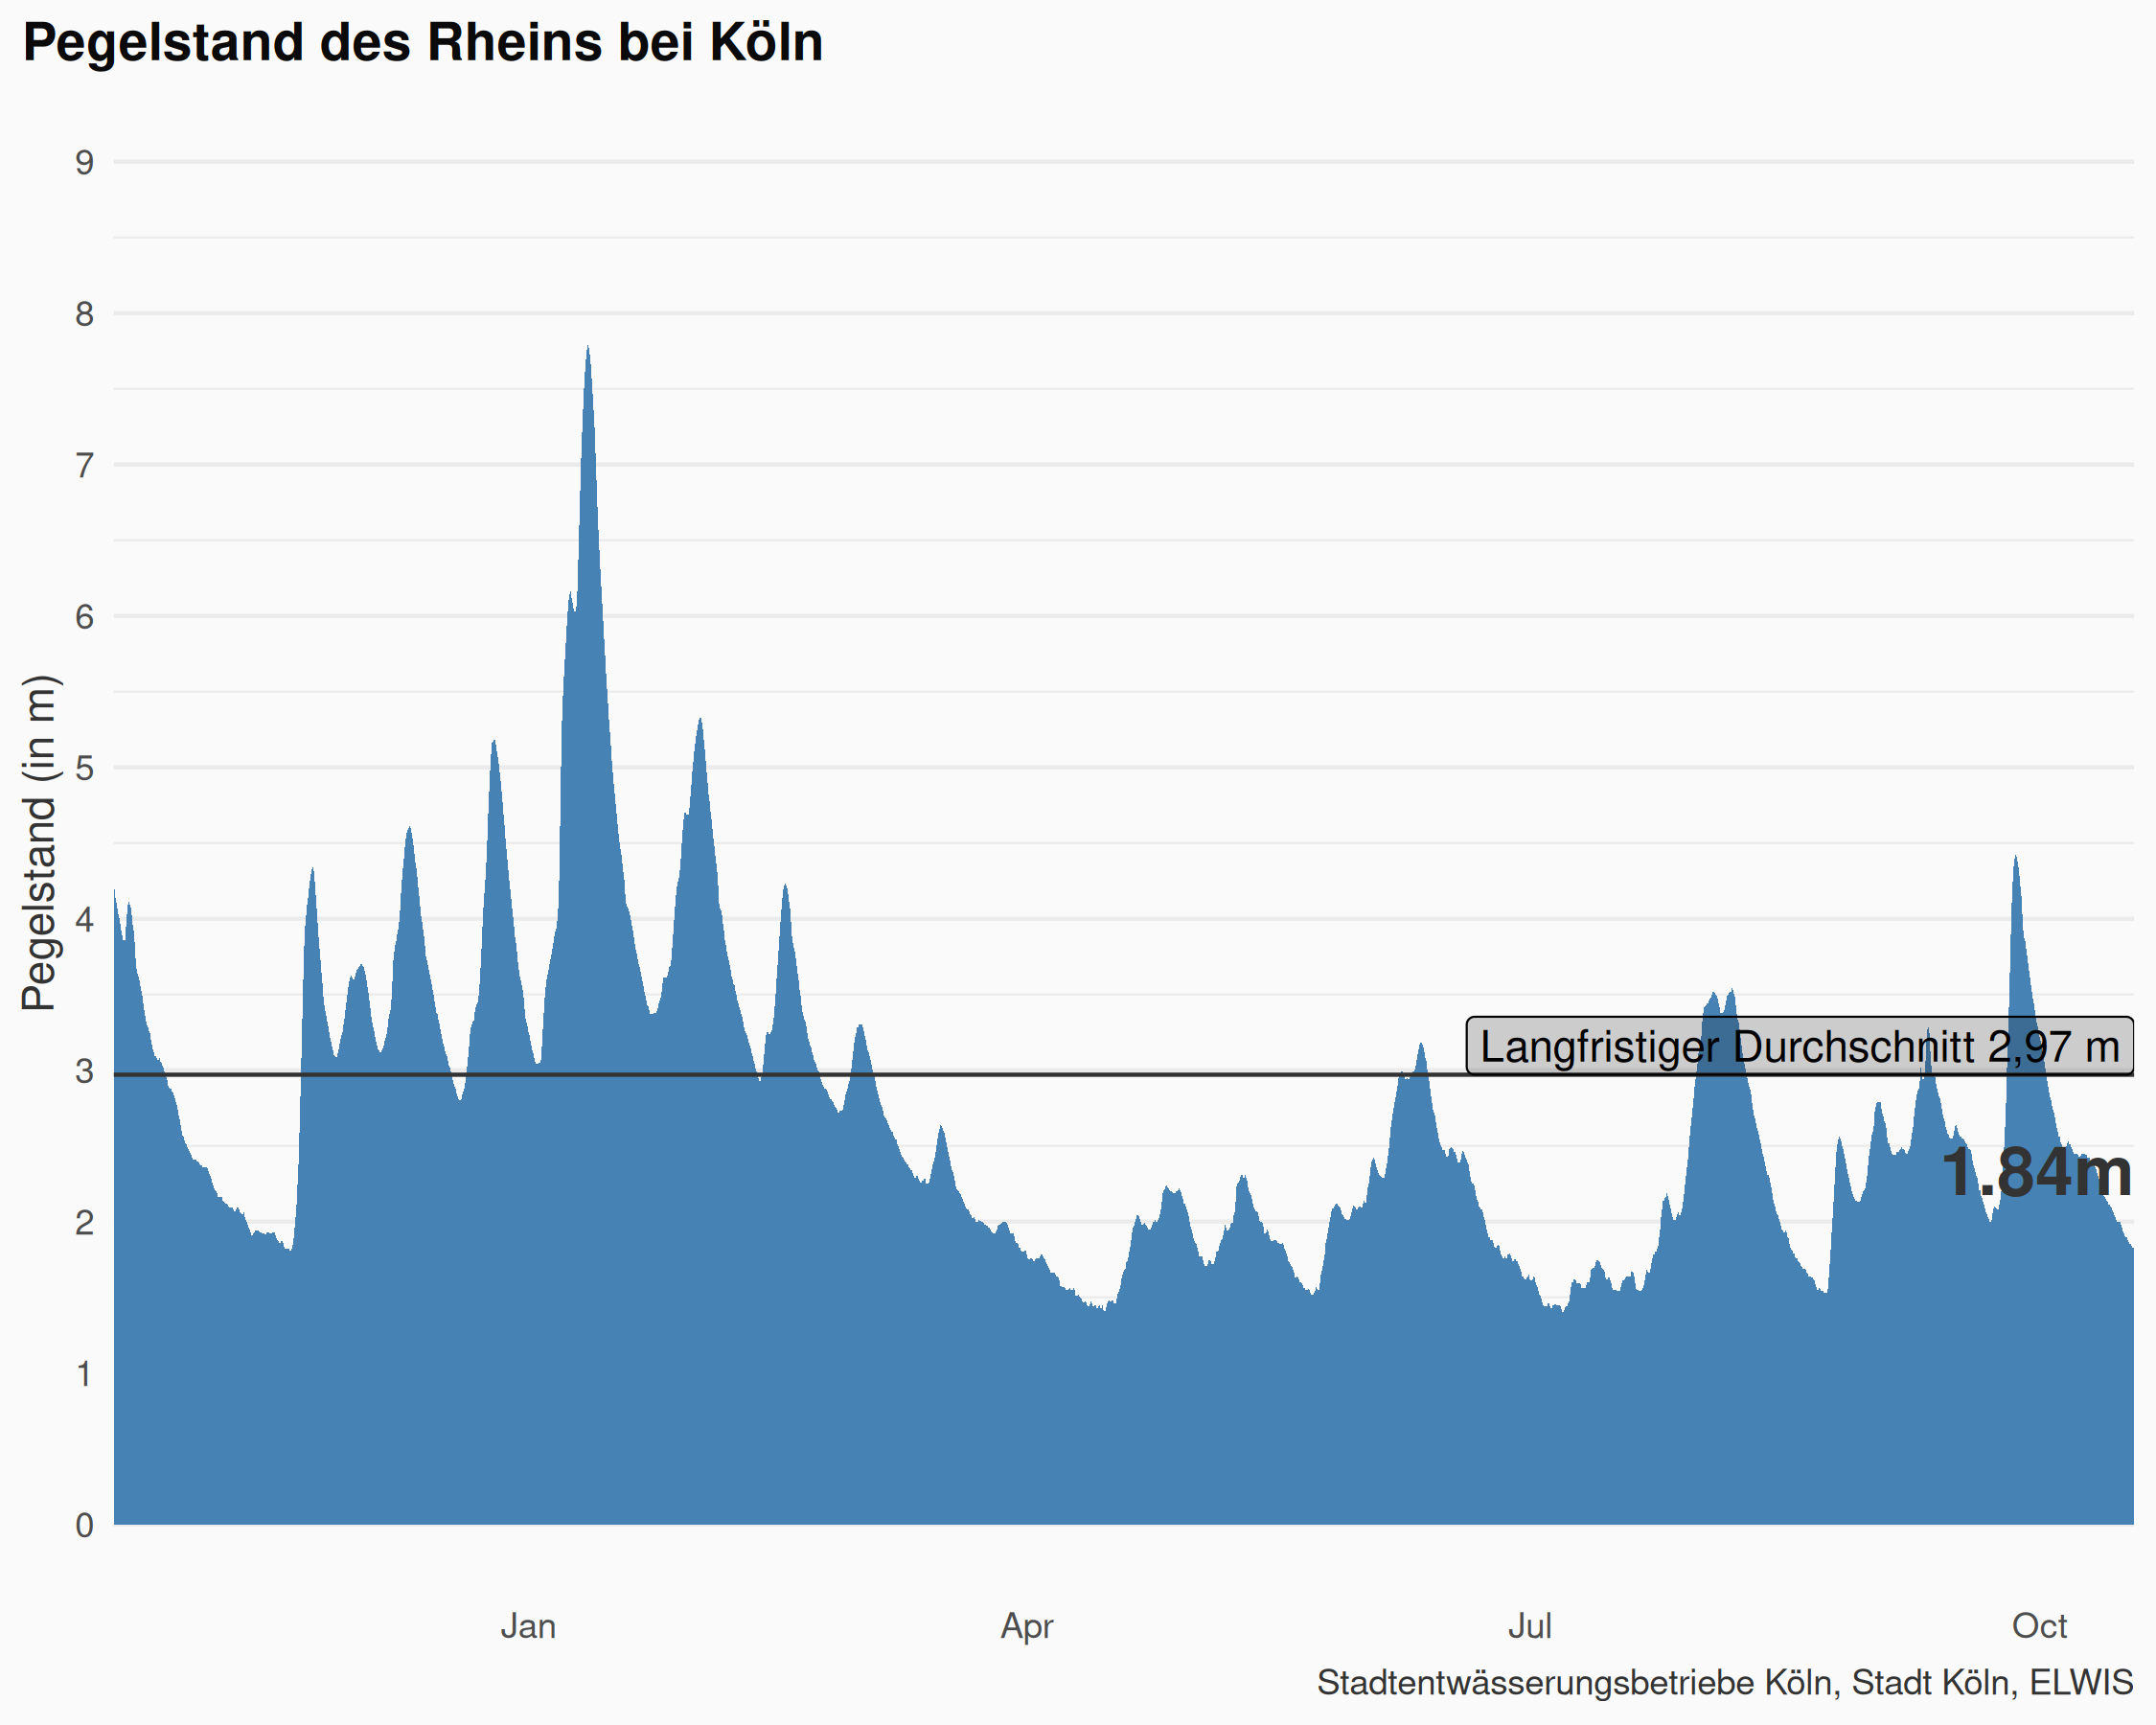 Pegelstand des Rheins bei Köln
9
8
7
6
5
4
3
2
1
0
Pegelstand (in m)
Langfristiger Durchschnitt 2,97 m
1.84m
Jan
Apr
Jul
Oct
Stadtentwässerungsbetriebe Köln, Stadt Köln, ELWIS